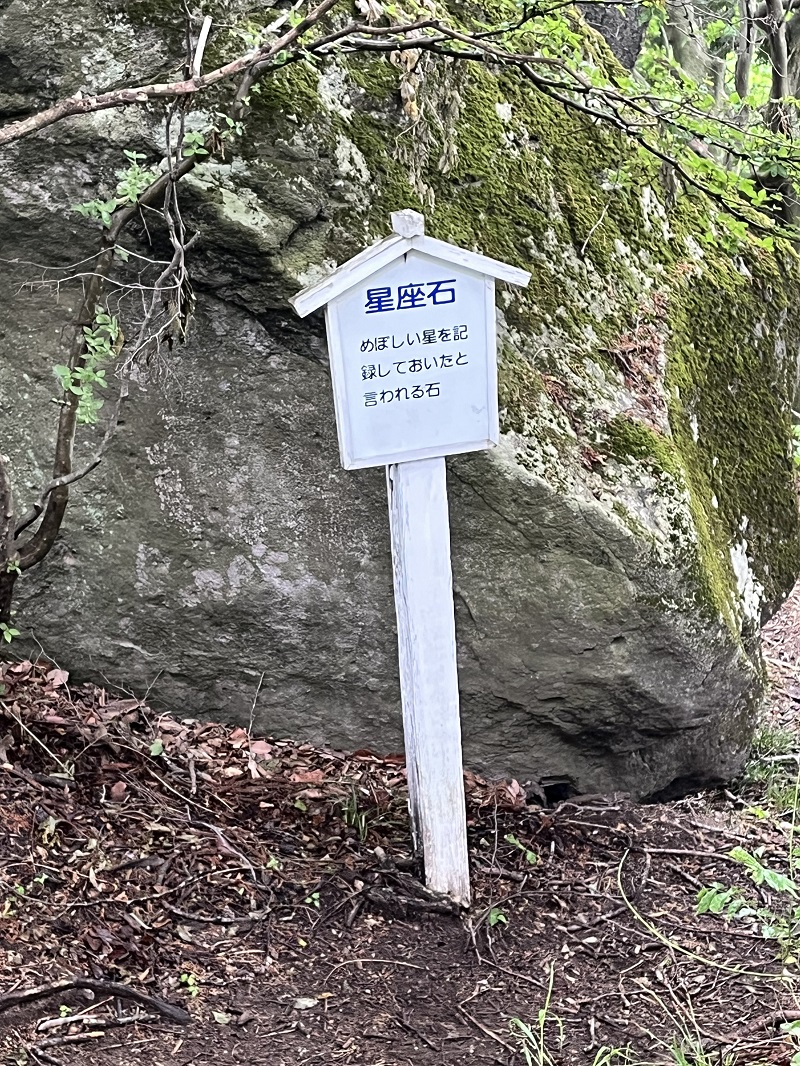 星座石
めぼしい星を記
録しておいたと
言われる石